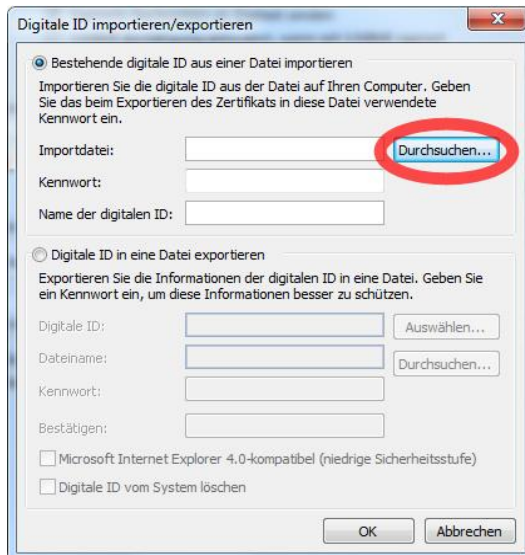 Digitale ID importieren/exportieren
Bestehende digitale ID aus einer Datei importieren
Importieren Sie die digitale ID aus der Datei auf Ihren Computer. Geben
Sie das beim Exportieren des Zertifikats in diese Datei verwendete
Kennwort ein.
Importdatei: Durchsuchen...
Kennwort:
Name der digitalen ID:
Digitale ID in eine Datei exportieren
Exportieren Sie die Informationen der digitalen ID in eine Datei. Geben Sie
ein Kennwort ein, um diese Informationen besser zu schützen.
Digitale ID: Auswählen...
Dateiname: Durchsuchen...
Kennwort:
Bestätigen:
Microsoft Internet Explorer 4.0-kompatibel (niedrige Sicherheitsstufe)
Digitale ID vom System löschen
OK Abbrechen